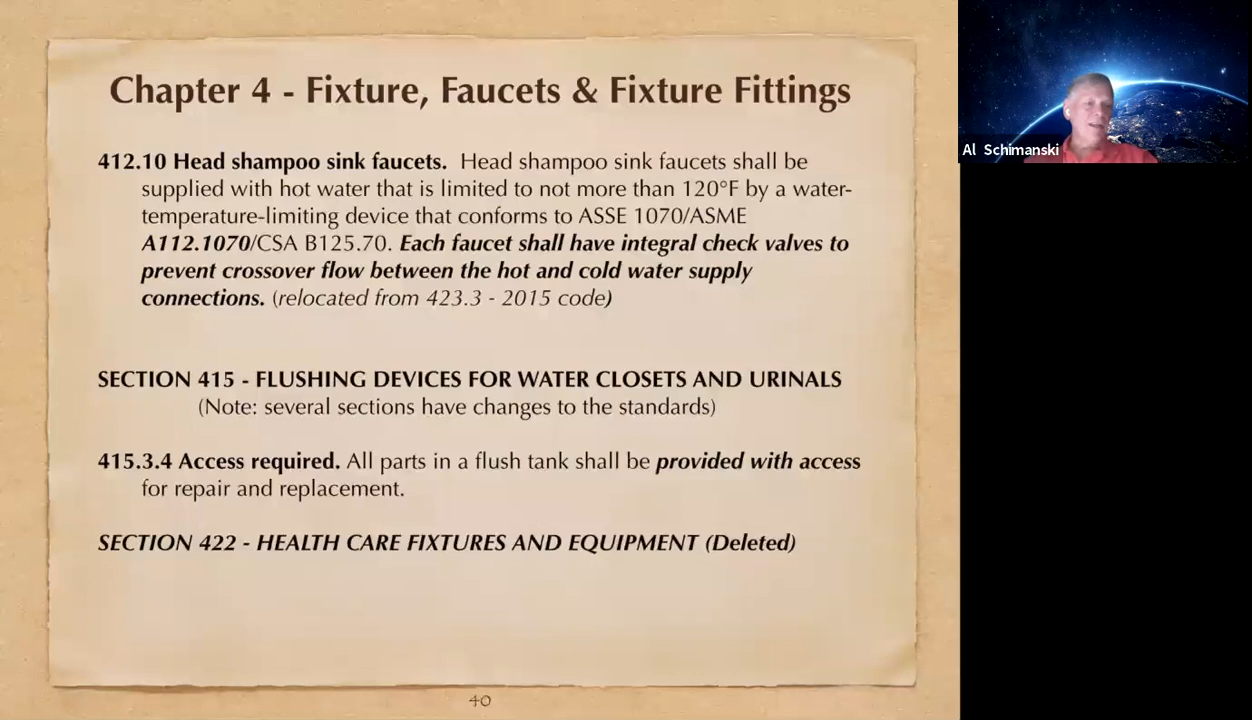 Chapter 4 - Fixture, Faucets & Fixture Fittings
412.10 Head shampoo sink faucets. Head shampoo sink faucets shall be
supplied with hot water that is limited to not more than 120°F by a water-
temperature-limiting device that conforms to ASSE 1070/ASME
A112.1070/CSA B125.70. Each faucet shall have integral check valves to
prevent crossover flow between the hot and cold water supply
connections. (relocated from 423.3 - 2015 code)
SECTION 415 - FLUSHING DEVICES FOR WATER CLOSETS AND URINALS
(Note: several sections have changes to the standards)
415.3.4 Access required. All parts in a flush tank shall be provided with access
for repair and replacement.
SECTION 422 - HEALTH CARE FIXTURES AND EQUIPMENT (Deleted)
40
Al Schimanski